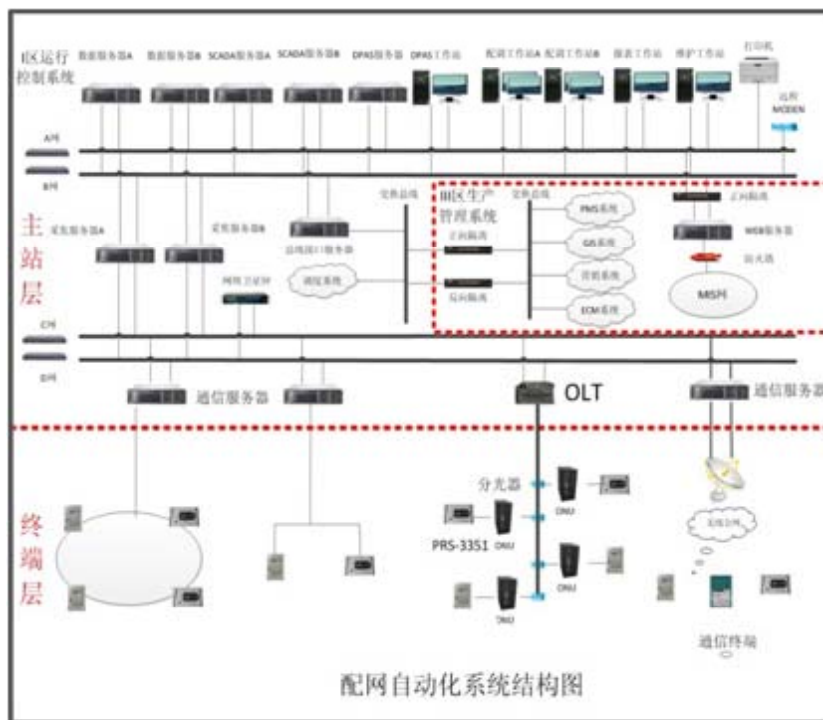 I区运行
控制系统
数据服务器A
数据服务器B
SCADA服务器A
SCADA服务器B
DPAS服务器
DPAS工作站
配调工作站A
配调工作站B
报表工作站
维护工作站
打印机
远程
MODEN
A网
B网
主站层
采集服务器A
采集服务器B
总线接口服务器
交换总线
III区生产
管理系统
交换总线
正向隔离
反向隔离
调度系统
网络卫星钟
PMS系统
GIS系统
营销系统
ECM系统
正向隔离
WEB服务器
防火墙
MIS网
C网
D网
通信服务器
OLT
通信服务器
终端层
分光器
ONU
PRS-3351
ONU
ONU
ONU
无线公网
通信终端
配网自动化系统结构图